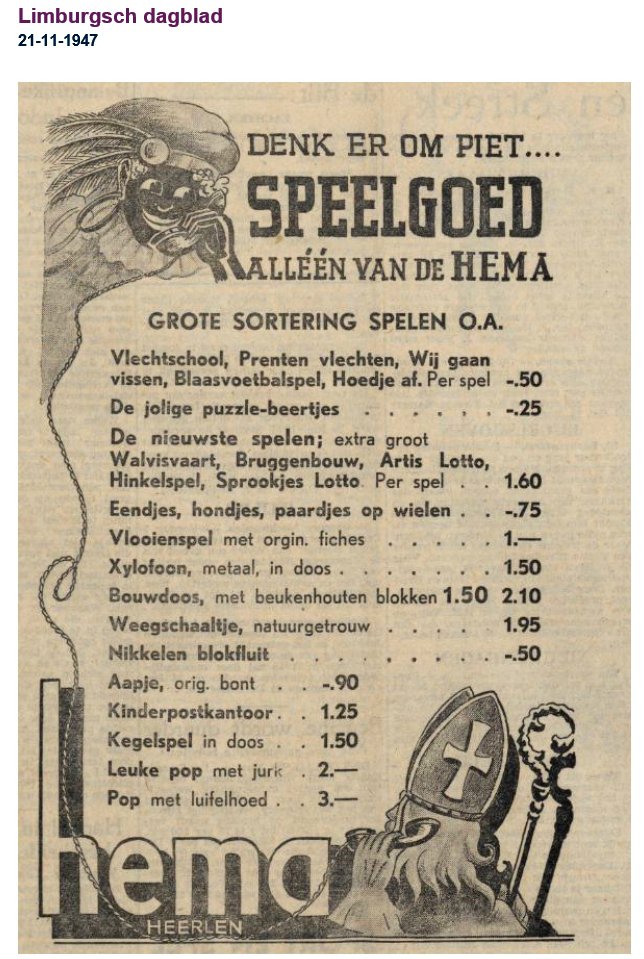 Limburgsch dagblad
21-11-1947
DENK ER OM PIET....
SPEELGOED
ALLÉÉN VAN DE HEMA
GROTE SORTERING SPELEN O.A.
Vlechtschool, Prenten vlechten, Wij gaan
vissen, Blaasvoetbalspel, Hoedje af. Per spel -.50
De jolige puzzle-beertjes . . . . . . -.25
De nieuwste spelen; extra groot
Walvisvaart, Bruggenbouw, Artis Lotto,
Hinkelspel, Sprookjes Lotto. Per spel . . 1.60
Eendjes, hondjes, paardjes op wielen . . -.75
Vlooienspel met orgin. fiches . . . . . 1.—
Xylofoon, metaal, in doos . . . . . . . 1.50
Bouwdoos, met beukenhouten blokken 1.50 2.10
Weegschaaltje, natuurgetrouw . . . . 1.95
Nikkelen blokfluit . . . . . . . . . -.50
Aapje, orig. bont . . -.90
Kinderpostkantoor . . 1.25
Kegelspel in doos . . 1.50
Leuke pop met jurk . 2.—
Pop met luifelhoed . . 3.—
hema
HEERLEN